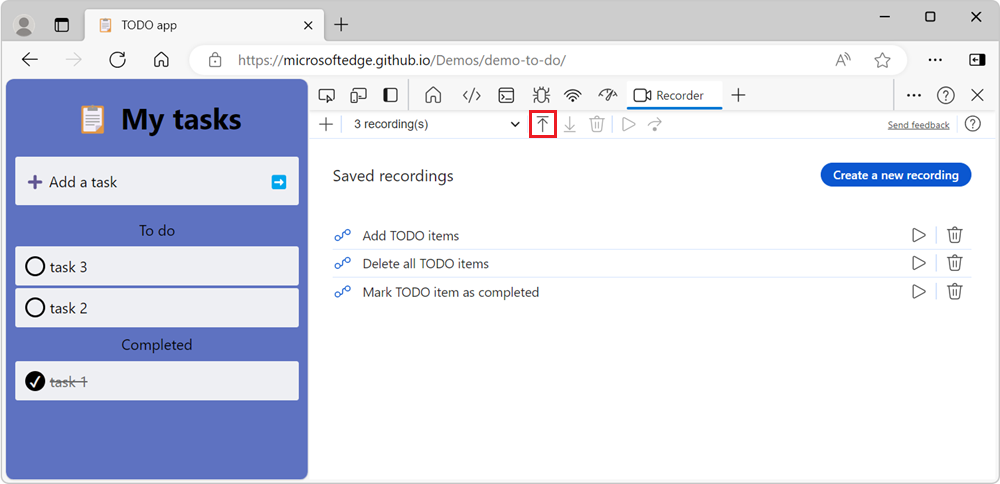 TODO app
https://microsoftedge.github.io/Demos/demo-to-do/
My tasks
Add a task
To do
task 3
task 2
Completed
task 1
Recorder
3 recording(s)
Send feedback
Saved recordings
Create a new recording
Add TODO items
Delete all TODO items
Mark TODO item as completed